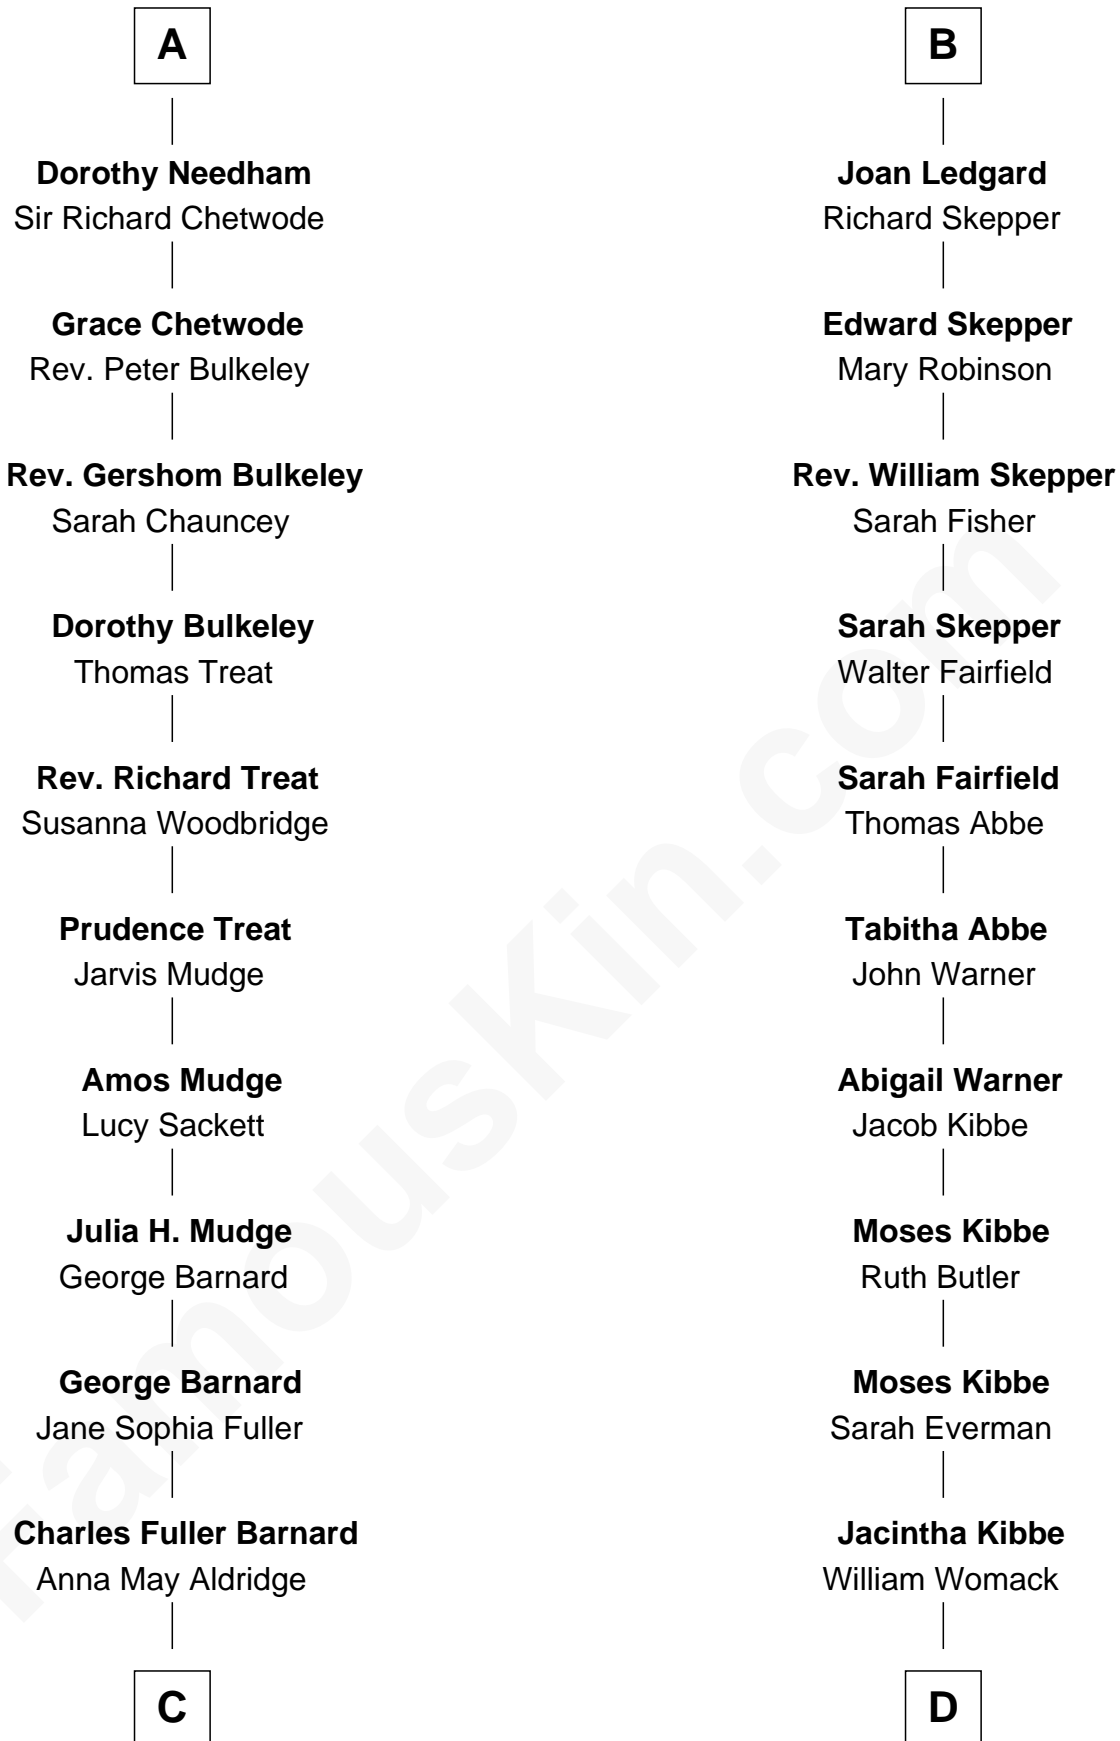 A
Dorothy Needham
Sir Richard Chetwode
Grace Chetwode
Rev. Peter Bulkeley
Rev. Gershom Bulkeley
Sarah Chauncey
Dorothy Bulkeley
Thomas Treat
Rev. Richard Treat
Susanna Woodbridge
Prudence Treat
Jarvis Mudge
Amos Mudge
Lucy Sackett
Julia H. Mudge
George Barnard
George Barnard
Jane Sophia Fuller
Charles Fuller Barnard
Anna May Aldridge
C
B
Joan Ledgard
Richard Skepper
Edward Skepper
Mary Robinson
Rev. William Skepper
Sarah Fisher
Sarah Skepper
Walter Fairfield
Sarah Fairfield
Thomas Abbe
Tabitha Abbe
John Warner
Abigail Warner
Jacob Kibbe
Moses Kibbe
Ruth Butler
Moses Kibbe
Sarah Everman
Jacintha Kibbe
William Womack
D
FamousKin.com